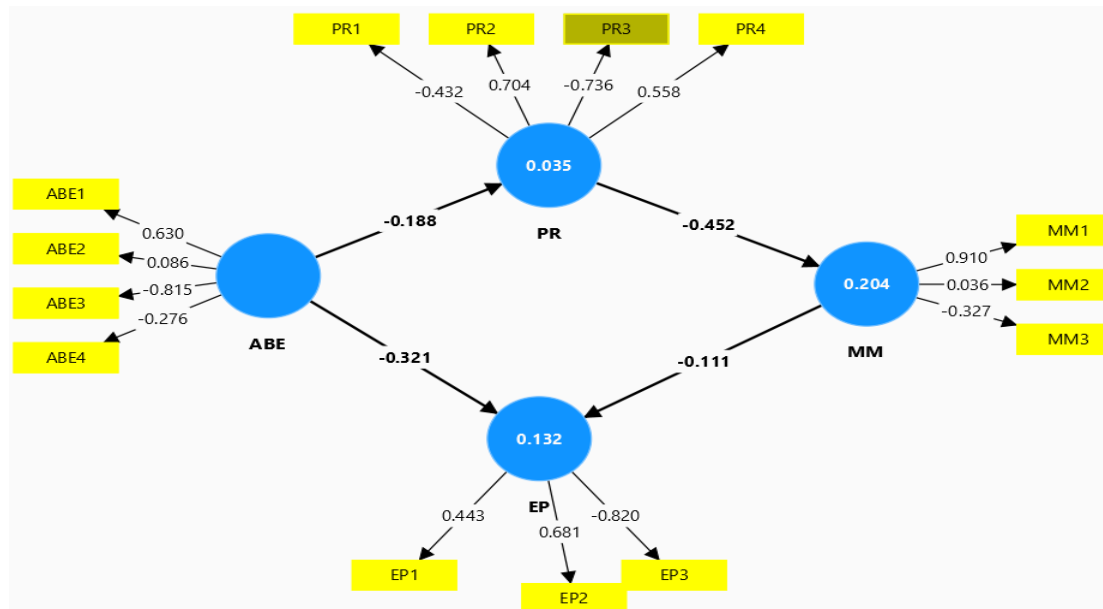 PR1 PR2 PR3 PR4
-0.432 0.704 -0.736 0.558
0.035
PR
ABE1
ABE2
ABE3
ABE4
0.630
0.086
-0.815
-0.276
ABE
-0.188
-0.452
-0.321
-0.111
0.204
MM
0.910
0.036
-0.327
MM1
MM2
MM3
0.132
EP
0.443 0.681 -0.820
EP1 EP2 EP3